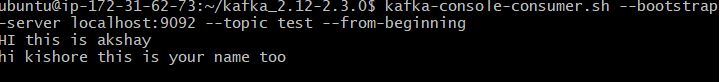 ubuntu@ip-172-31-62-73:~/kafka_2.12-2.3.0$ kafka-console-consumer.sh --bootstrap
-server localhost:9092 --topic test --from-beginning
HI this is akshay
hi kishore this is your name too